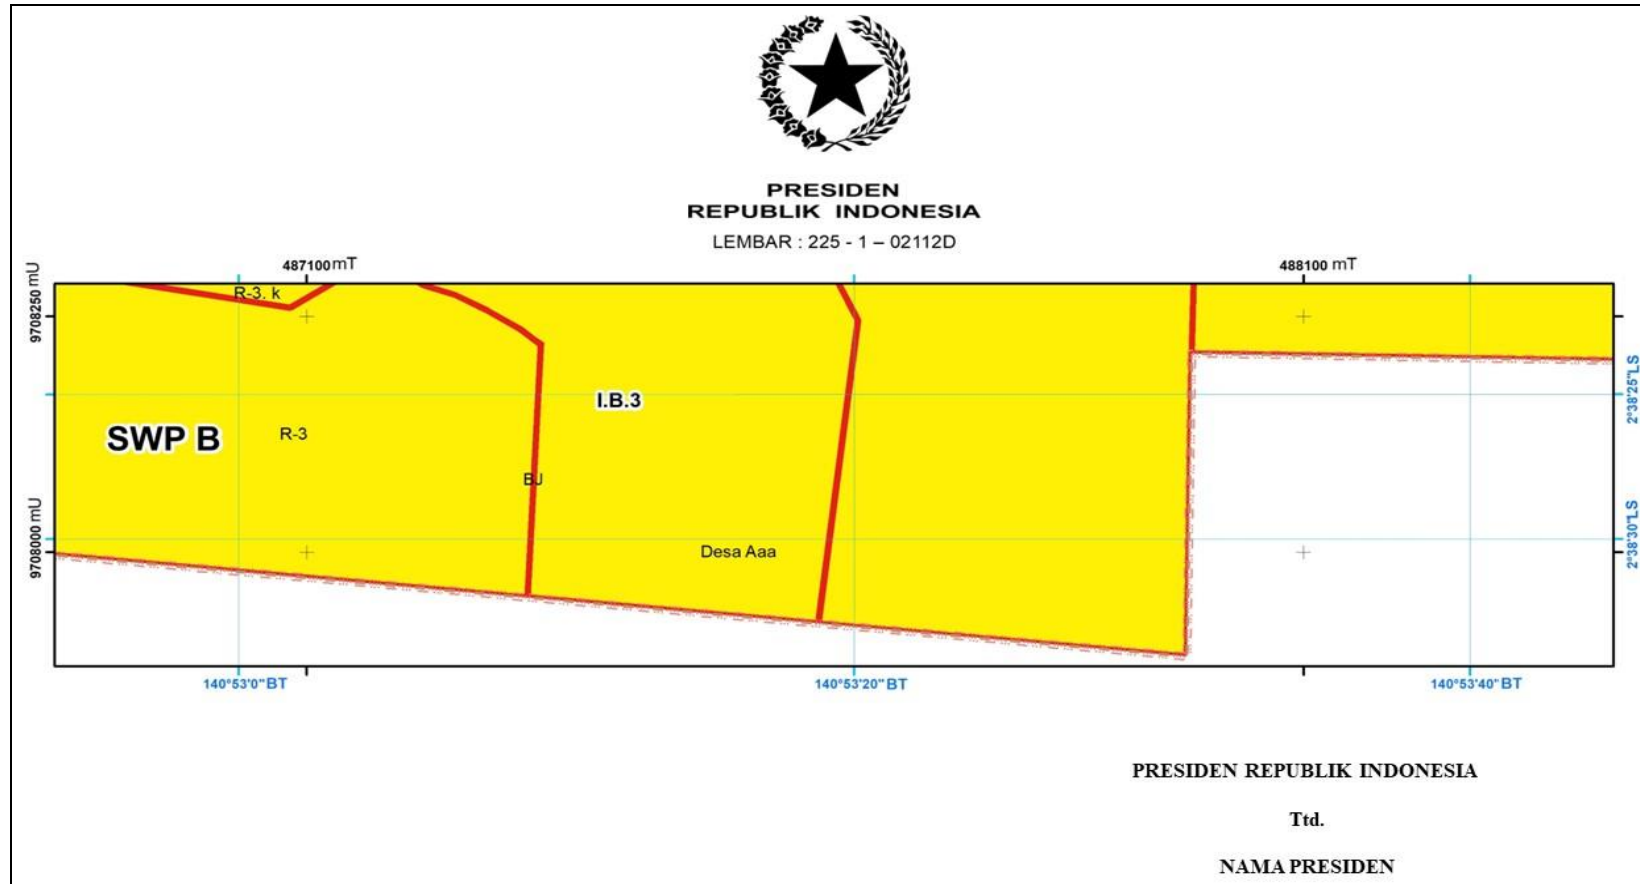 PRESIDEN
REPUBLIK INDONESIA
LEMBAR : 225 - 1 – 02112D
487100 mT
488100 mT
9708250 mU
R-3. k
2°38'25"LS
I.B.3
SWP B
R-3
BJ
9708000 mU
2°38'30"LS
Desa Aaa
140°53'0" BT
140°53'20" BT
140°53'40" BT
PRESIDEN REPUBLIK INDONESIA
Ttd.
NAMA PRESIDEN